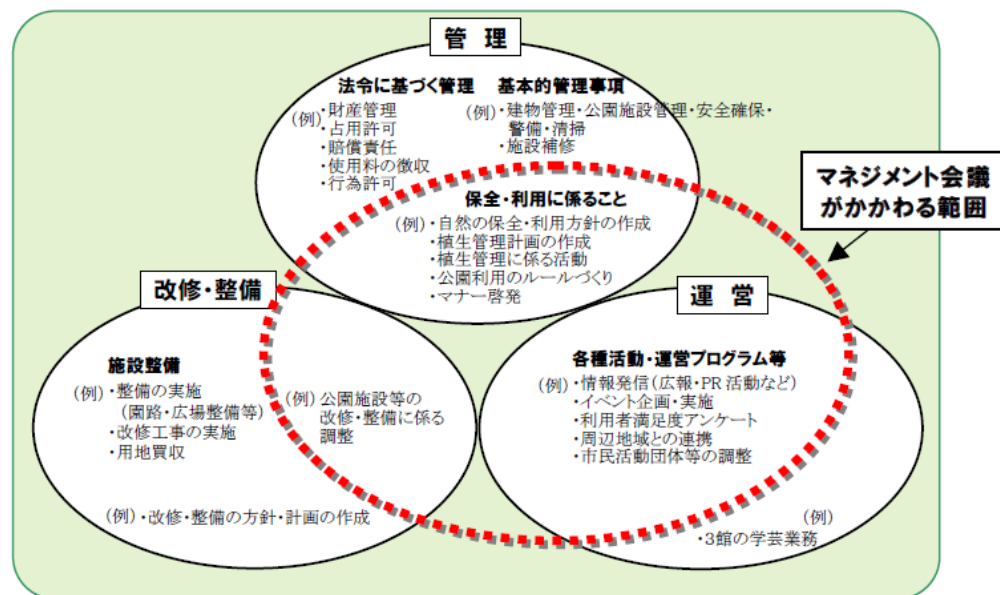 管 理
法令に基づく管理
(例)・財産管理
・占用許可
・賠償責任
・使用料の徴収
・行為許可
基本的管理事項
(例)・建物管理・公園施設管理・安全確保・
警備・清掃
・施設補修
保全・利用に係ること
(例)・自然の保全・利用方針の作成
・植生管理計画の作成
・植生管理に係る活動
・公園利用のルールづくり
・マナー啓発
マネジメント会議
がかかわる範囲
改修・整備
施設整備
(例)・整備の実施
(園路・広場整備等)
・改修工事の実施
・用地買収
(例)公園施設等の
改修・整備に係る
調整
(例)・改修・整備の方針・計画の作成
運 営
各種活動・運営プログラム等
(例)・情報発信(広報・PR活動など)
・イベント企画・実施
・利用者満足度アンケート
・周辺地域との連携
・市民活動団体等の調整
(例)
・3館の学芸業務